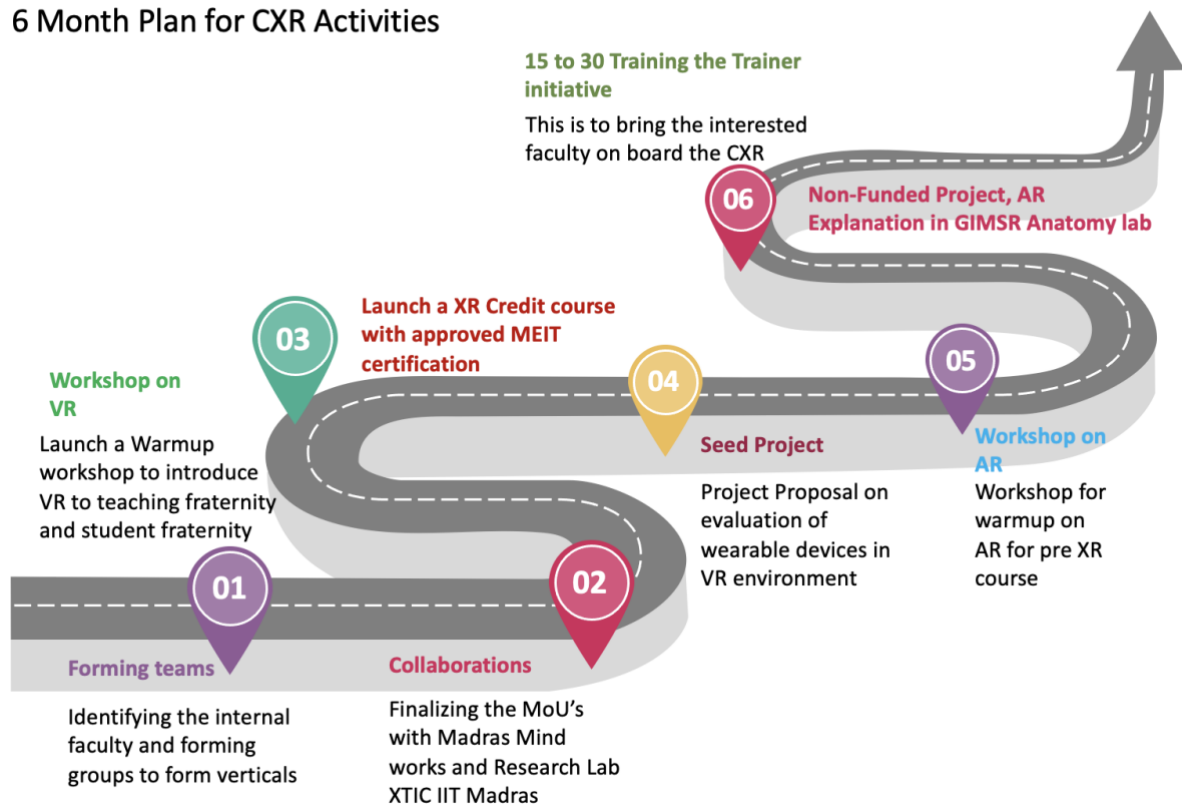 6 Month Plan for CXR Activities
15 to 30 Training the Trainer
initiative
This is to bring the interested
faculty on board the CXR
06
Non-Funded Project, AR
Explanation in GIMSR Anatomy lab
03
Launch a XR Credit course
with approved MEIT
certification
04
05
Workshop on
VR
Launch a Warmup
workshop to introduce
VR to teaching fraternity
and student fraternity
Seed Project
Project Proposal on
evaluation of
wearable devices in
VR environment
Workshop on
AR
Workshop for
warmup on
AR for pre XR
course
01
02
Forming teams
Identifying the internal
faculty and forming
groups to form verticals
Collaborations
Finalizing the MoU's
with Madras Mind
works and Research Lab
XTIC IIT Madras